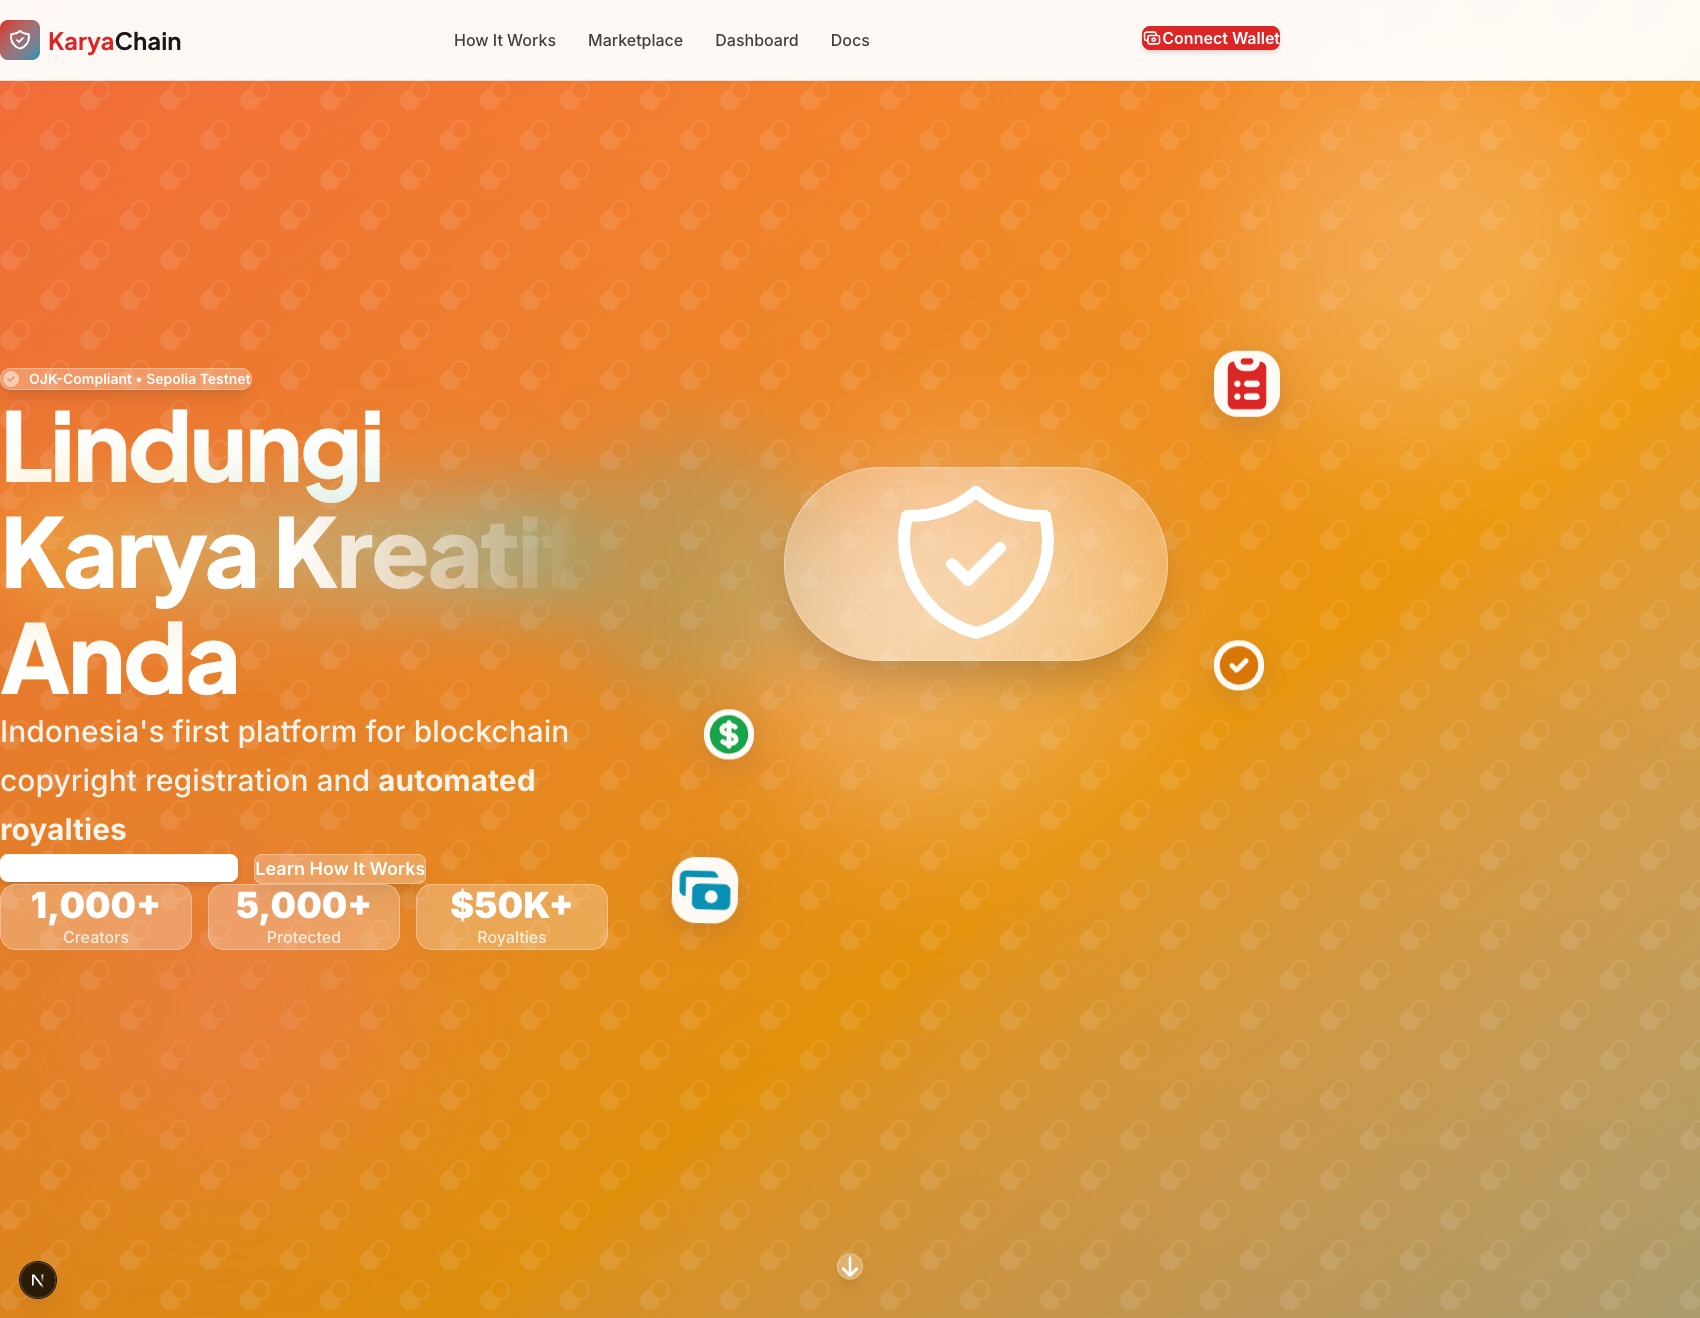 KaryaChain
How It Works
Marketplace
Dashboard
Docs
Connect Wallet
OJK-Compliant • Sepolia Testnet
Lindungi
Karya Kreatif
Anda
Indonesia's first platform for blockchain
copyright registration and automated
royalties
Learn How It Works
1,000+
Creators
5,000+
Protected
$50K+
Royalties
N